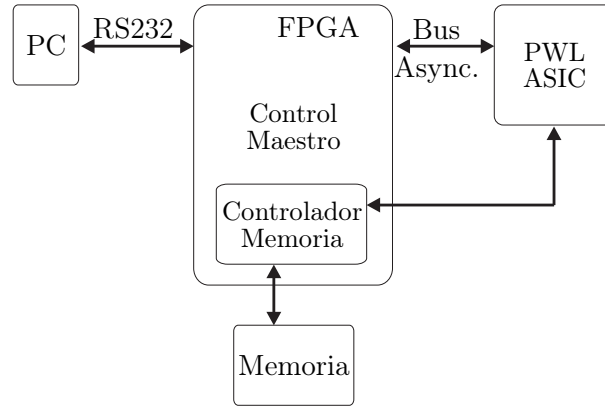 PC
RS232
FPGA
Bus
Async.
PWL
ASIC
Control
Maestro
Controlador
Memoria
Memoria